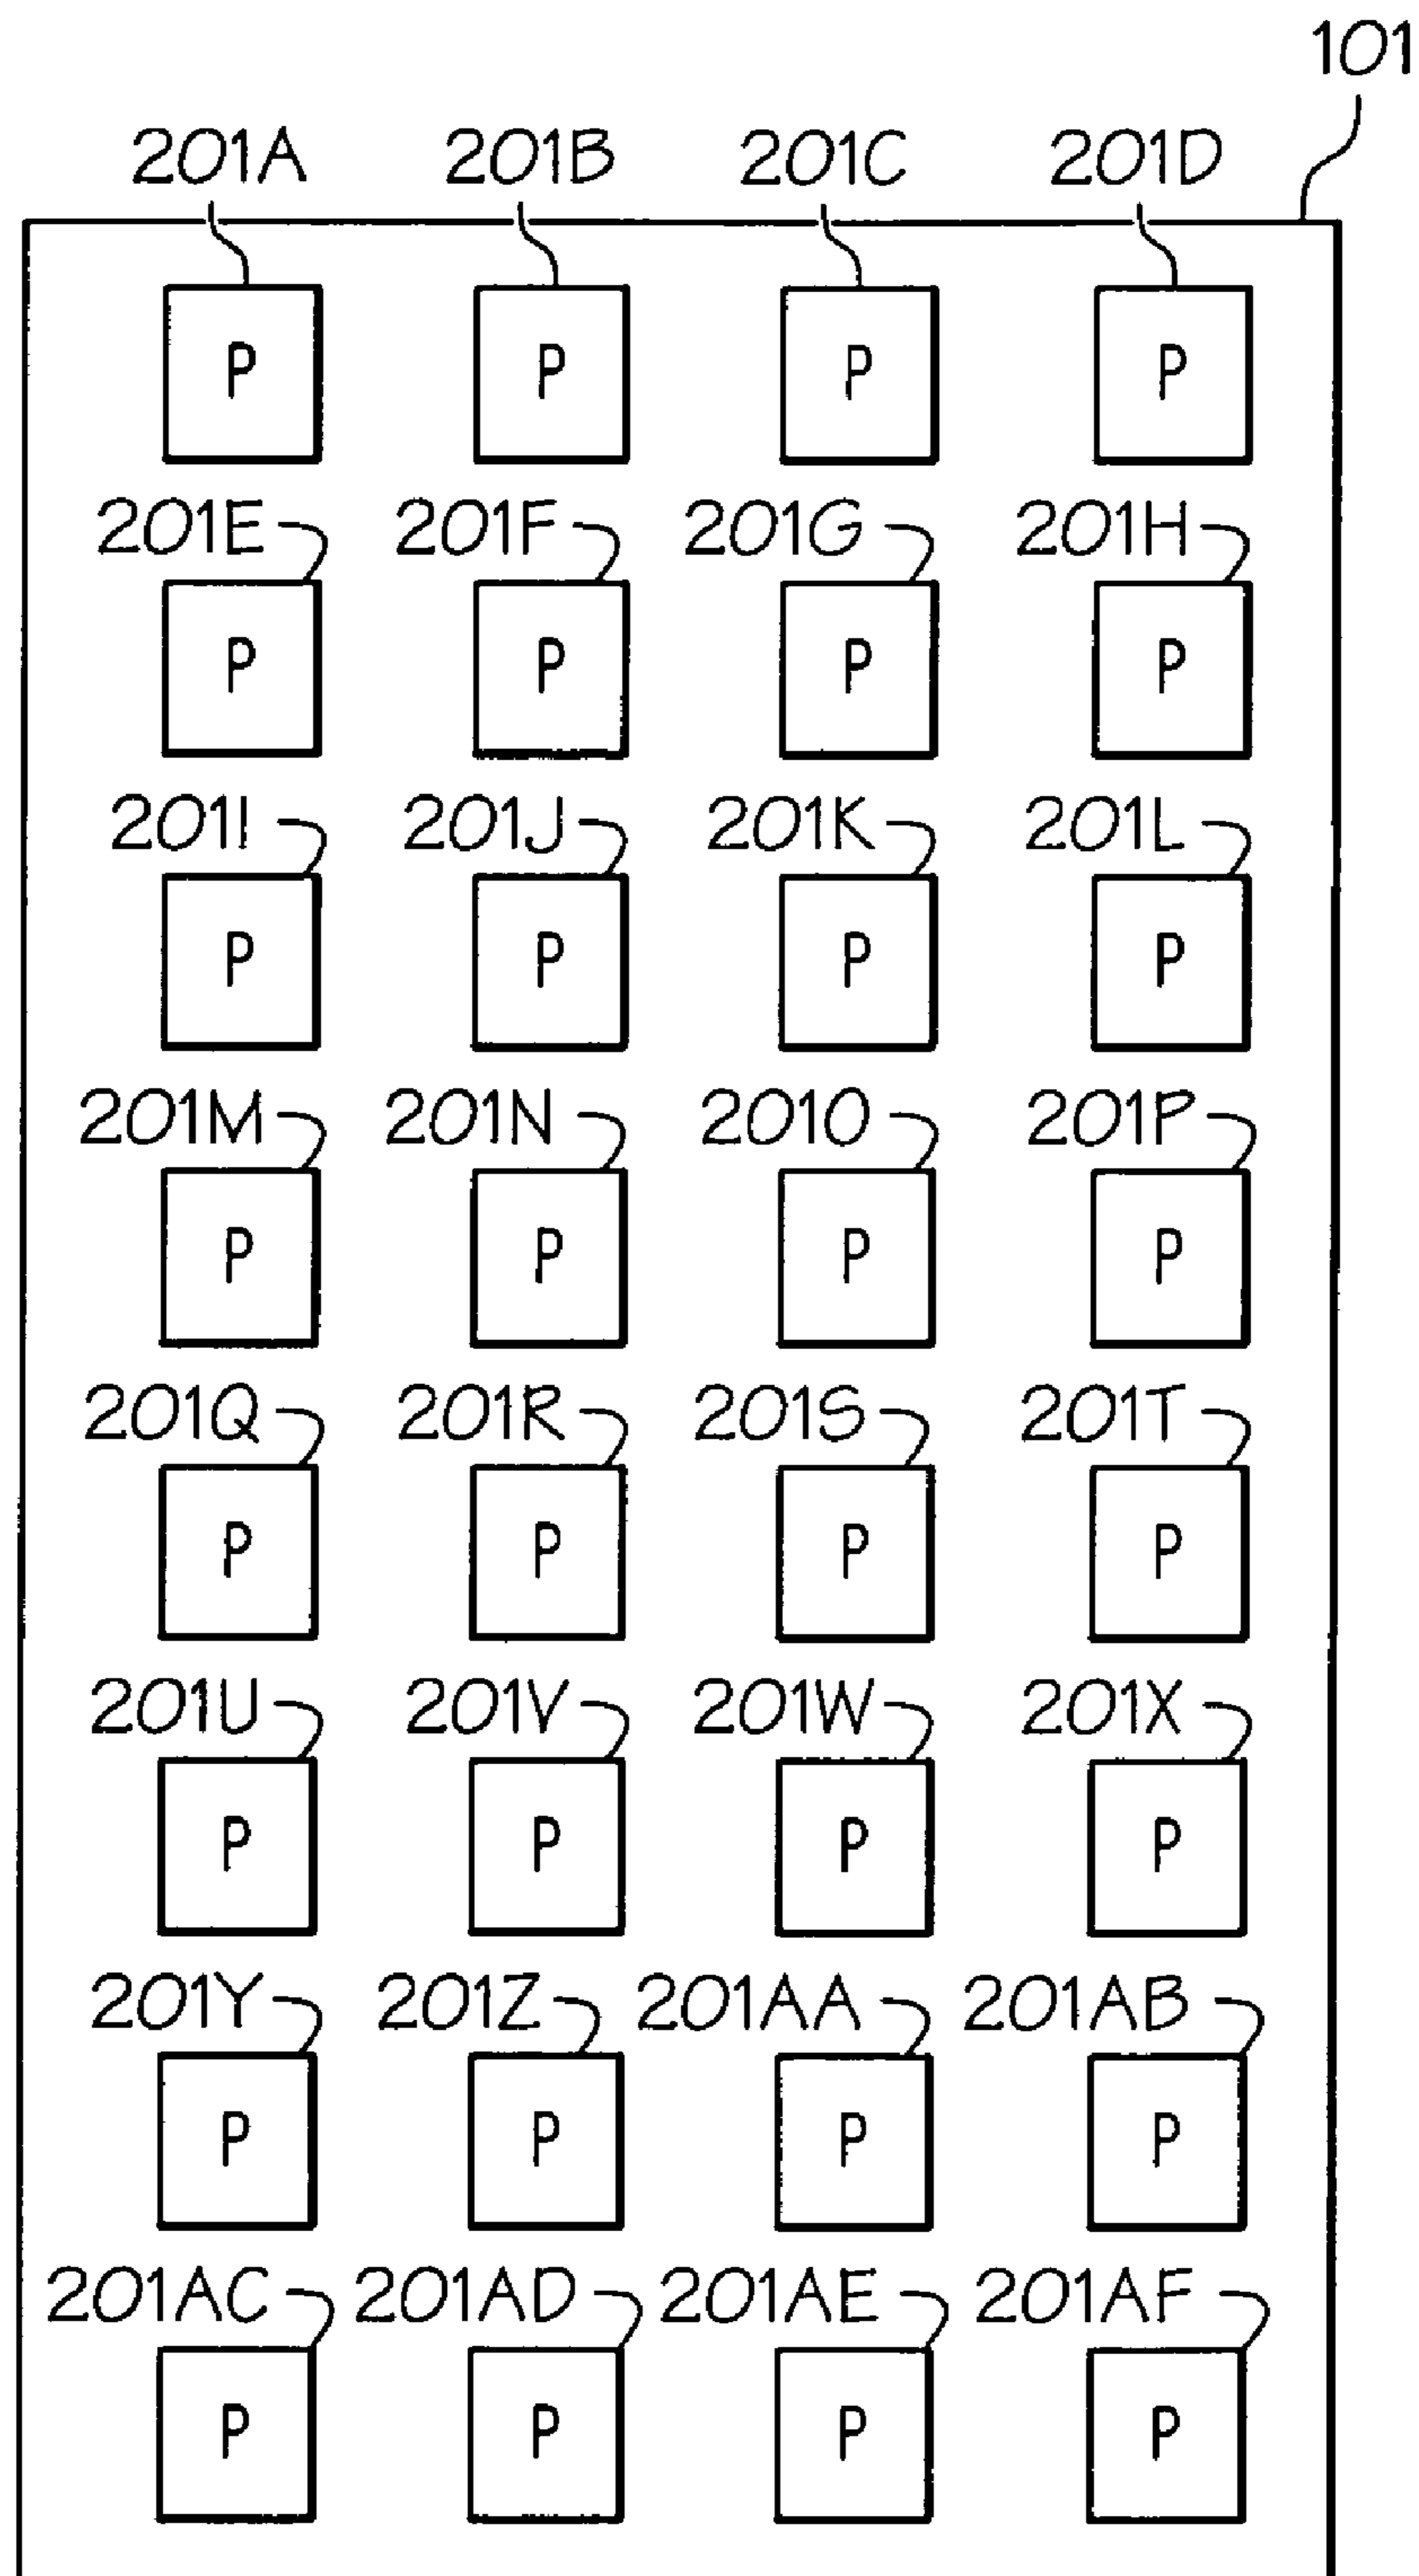 101
201A 201B 201C 201D
P P P P
201E 201F 201G 201H
P P P P
201I 201J 201K 201L
P P P P
201M 201N 201O 201P
P P P P
201Q 201R 201S 201T
P P P P
201U 201V 201W 201X
P P P P
201Y 201Z 201AA 201AB
P P P P
201AC 201AD 201AE 201AF
P P P P